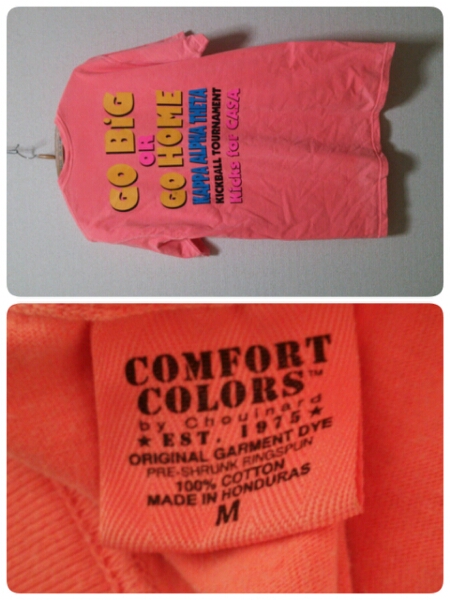 GO BiG
OR
GO HOME
KAPPA ALPHA THETA
KICKBALL TOURNAMENT
Kicks for CASA
COMFORT
COLORS™
by Chouinard
★ EST. 1975 ★
ORIGINAL GARMENT DYE
PRE-SHRUNK RINGSPUN
100% COTTON
MADE IN HONDURAS
M